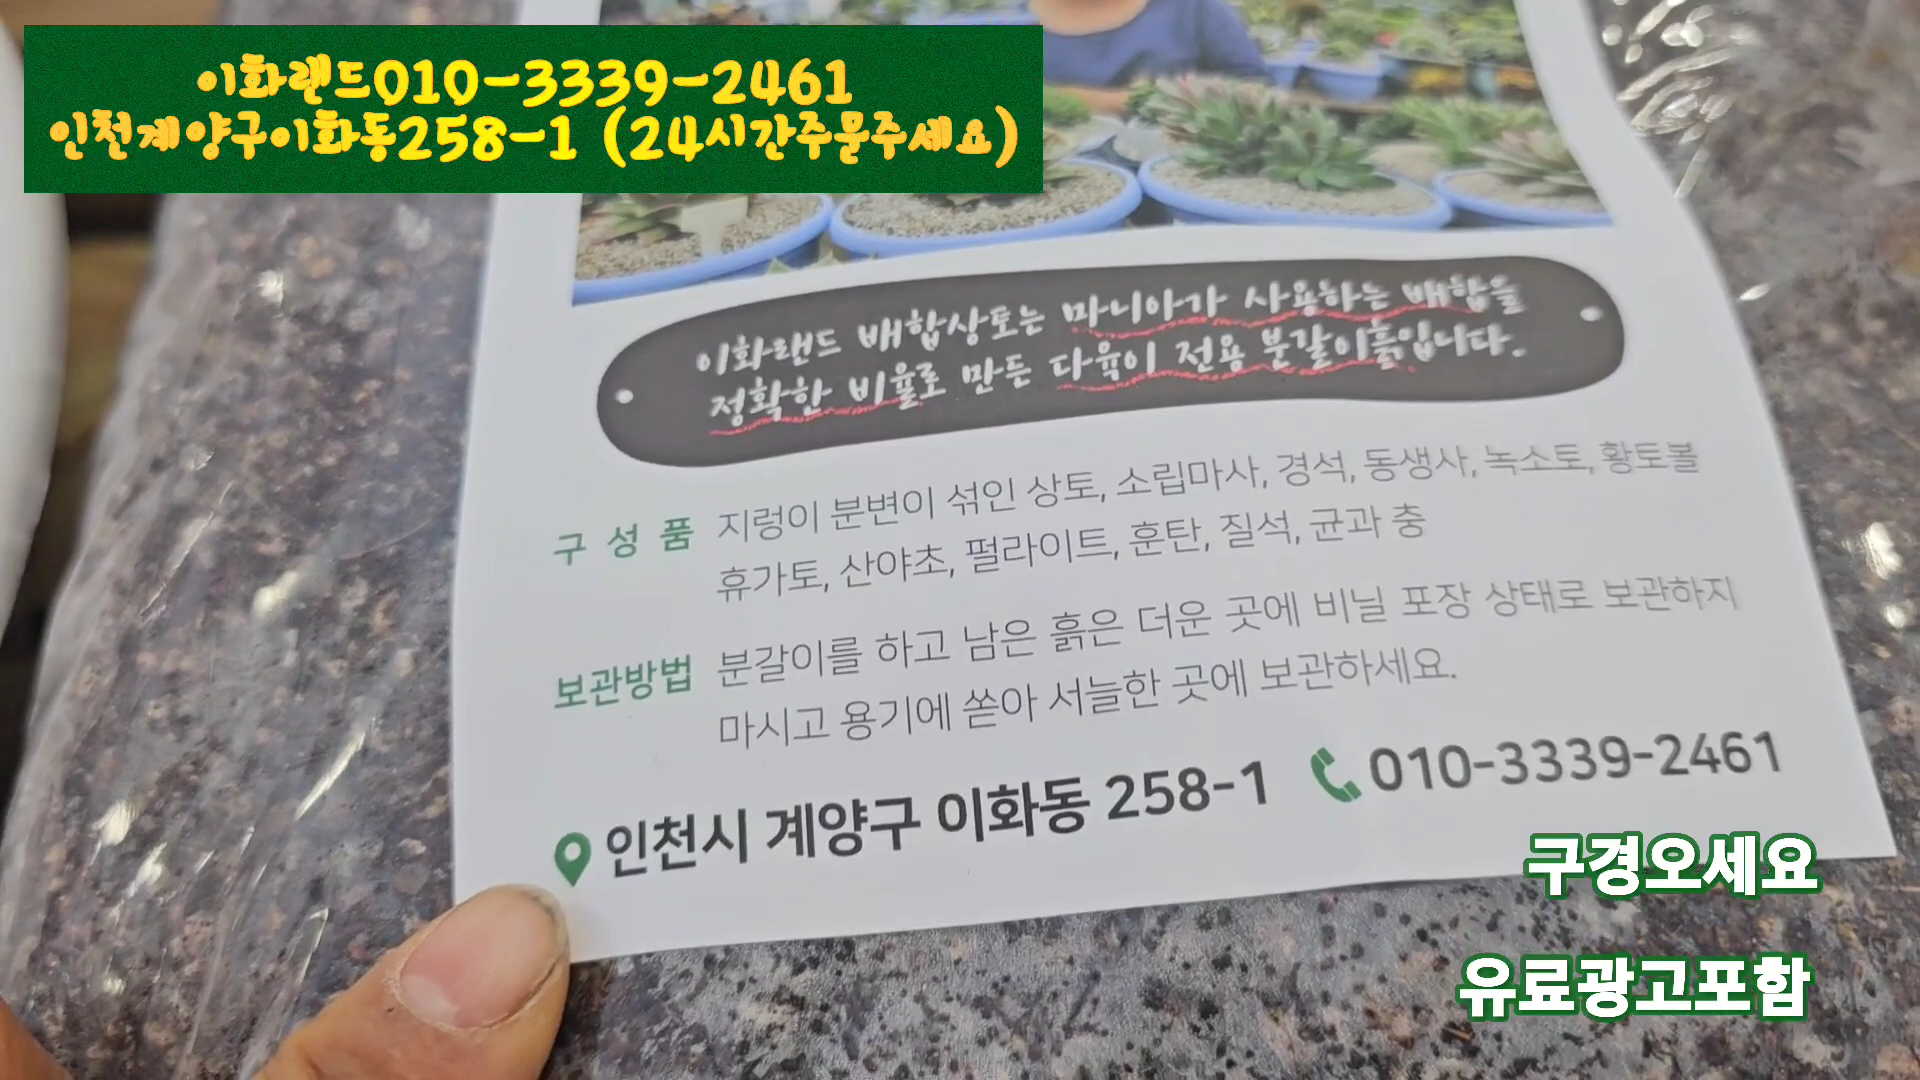 이화랜드010-3339-2461
인천계양구이화동258-1 (24시간주문주세요)
이화랜드 배합상토는 마니아가 사용하는 배합을
정확한 비율로 만든 다육이 전용 분갈이흙입니다.
구성품 지렁이 분변이 섞인 상토, 소립마사, 경석, 동생사, 녹소토, 황토볼
휴가토, 산야초, 펄라이트, 훈탄, 질석, 균과 충
보관방법 분갈이를 하고 남은 흙은 더운 곳에 비닐 포장 상태로 보관하지
마시고 용기에 쏟아 서늘한 곳에 보관하세요.
인천시 계양구 이화동 258-1 010-3339-2461
구경오세요
유료광고포함